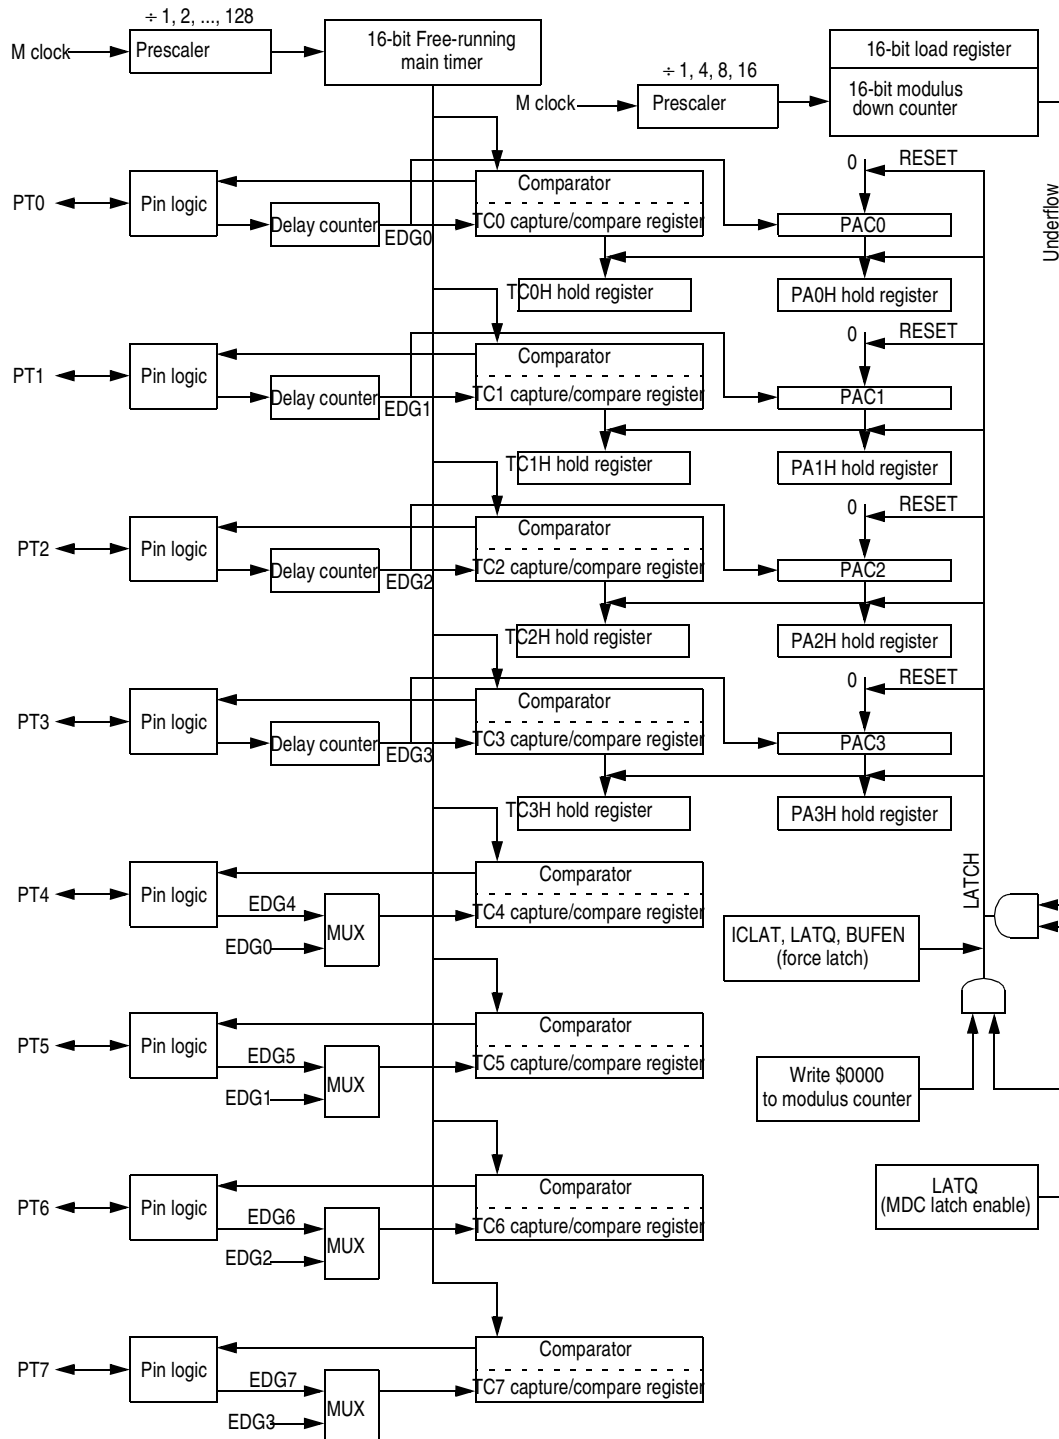 ÷ 1, 2, ..., 128
M clock
Prescaler
16-bit Free-running
main timer
÷ 1, 4, 8, 16
M clock
Prescaler
16-bit load register
16-bit modulus
down counter
Underflow
PT0
Pin logic
Delay counter
EDG0
Comparator
TC0 capture/compare register
TC0H hold register
0
RESET
PAC0
PA0H hold register
PT1
Pin logic
Delay counter
EDG1
Comparator
TC1 capture/compare register
TC1H hold register
0
RESET
PAC1
PA1H hold register
PT2
Pin logic
Delay counter
EDG2
Comparator
TC2 capture/compare register
TC2H hold register
0
RESET
PAC2
PA2H hold register
PT3
Pin logic
Delay counter
EDG3
Comparator
TC3 capture/compare register
TC3H hold register
0
RESET
PAC3
PA3H hold register
LATCH
PT4
Pin logic
EDG4
EDG0
MUX
Comparator
TC4 capture/compare register
ICLAT, LATQ, BUFEN
(force latch)
PT5
Pin logic
EDG5
EDG1
MUX
Comparator
TC5 capture/compare register
Write $0000
to modulus counter
PT6
Pin logic
EDG6
EDG2
MUX
Comparator
TC6 capture/compare register
LATQ
(MDC latch enable)
PT7
Pin logic
EDG7
EDG3
MUX
Comparator
TC7 capture/compare register